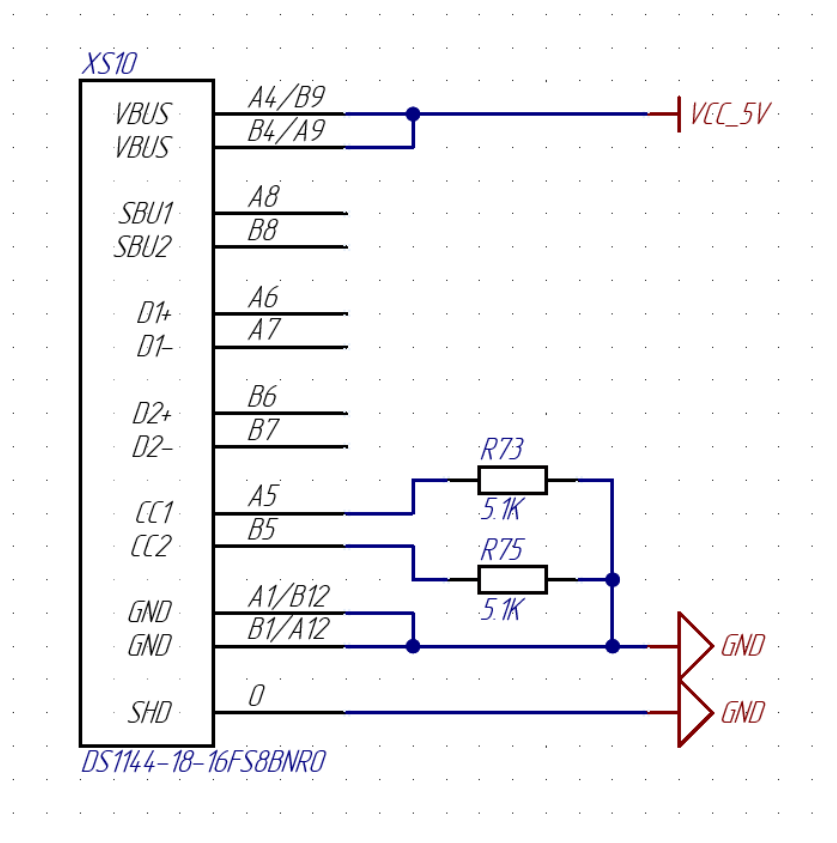 XS10
VBUS A4/B9 VCC_5V
VBUS B4/A9
SBU1 A8
SBU2 B8
D1+ A6
D1- A7
D2+ B6
D2- B7
R73
CC1 A5 5.1K
CC2 B5 R75
5.1K
GND A1/B12
GND B1/A12 GND
SHD 0 GND
DS1144-18-16FS8BNR0